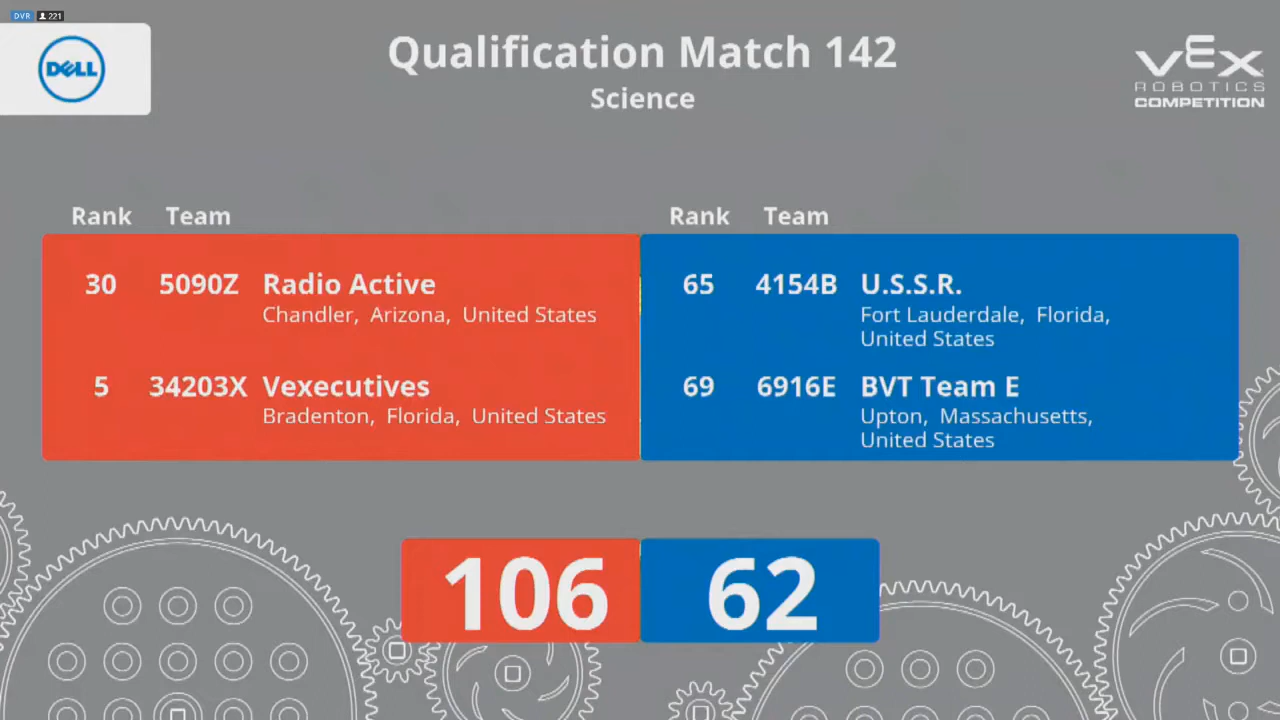 DVR 221
DELL
Qualification Match 142
Science
VEX
ROBOTICS
COMPETITION
Rank Team
Rank Team
30 5090Z Radio Active
Chandler, Arizona, United States
5 34203X Vexecutives
Bradenton, Florida, United States
65 4154B U.S.S.R.
Fort Lauderdale, Florida,
United States
69 6916E BVT Team E
Upton, Massachusetts,
United States
106 62